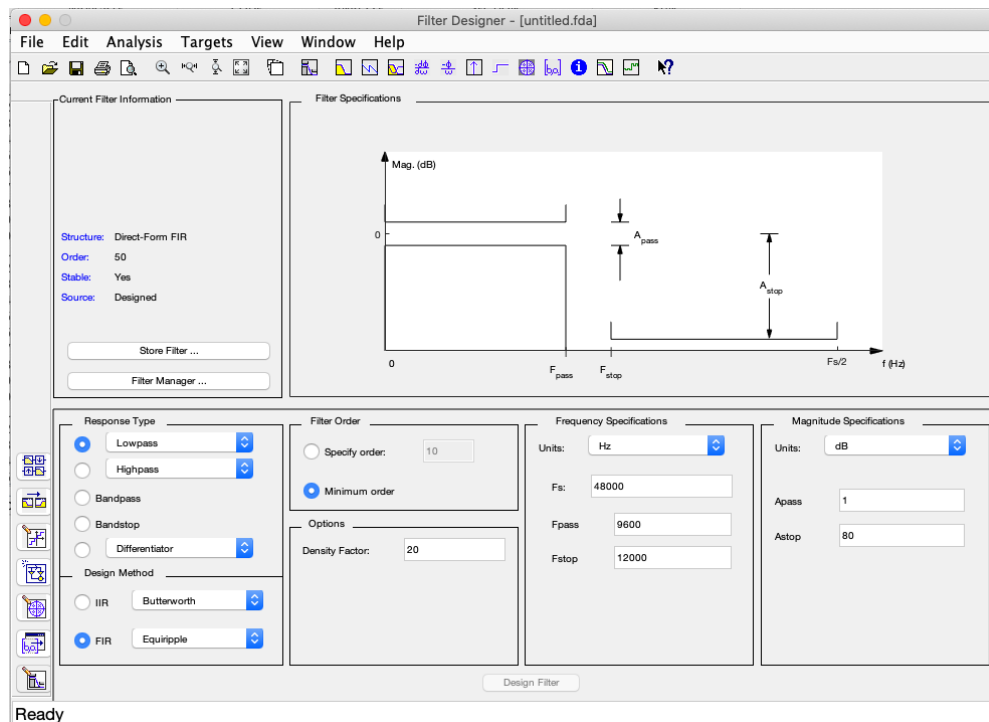 Filter Designer - [untitled.fda]
File Edit Analysis Targets View Window Help
Current Filter Information
Structure: Direct-Form FIR
Order: 50
Stable: Yes
Source: Designed
Store Filter ...
Filter Manager ...
Filter Specifications
Mag. (dB)
0
A pass
A stop
0
F pass
F stop
Fs/2
f (Hz)
Response Type
Lowpass
Highpass
Bandpass
Bandstop
Differentiator
Design Method
IIR Butterworth
FIR Equiripple
Filter Order
Specify order: 10
Minimum order
Options
Density Factor: 20
Frequency Specifications
Units: Hz
Fs: 48000
Fpass 9600
Fstop 12000
Magnitude Specifications
Units: dB
Apass 1
Astop 80
Design Filter
Ready